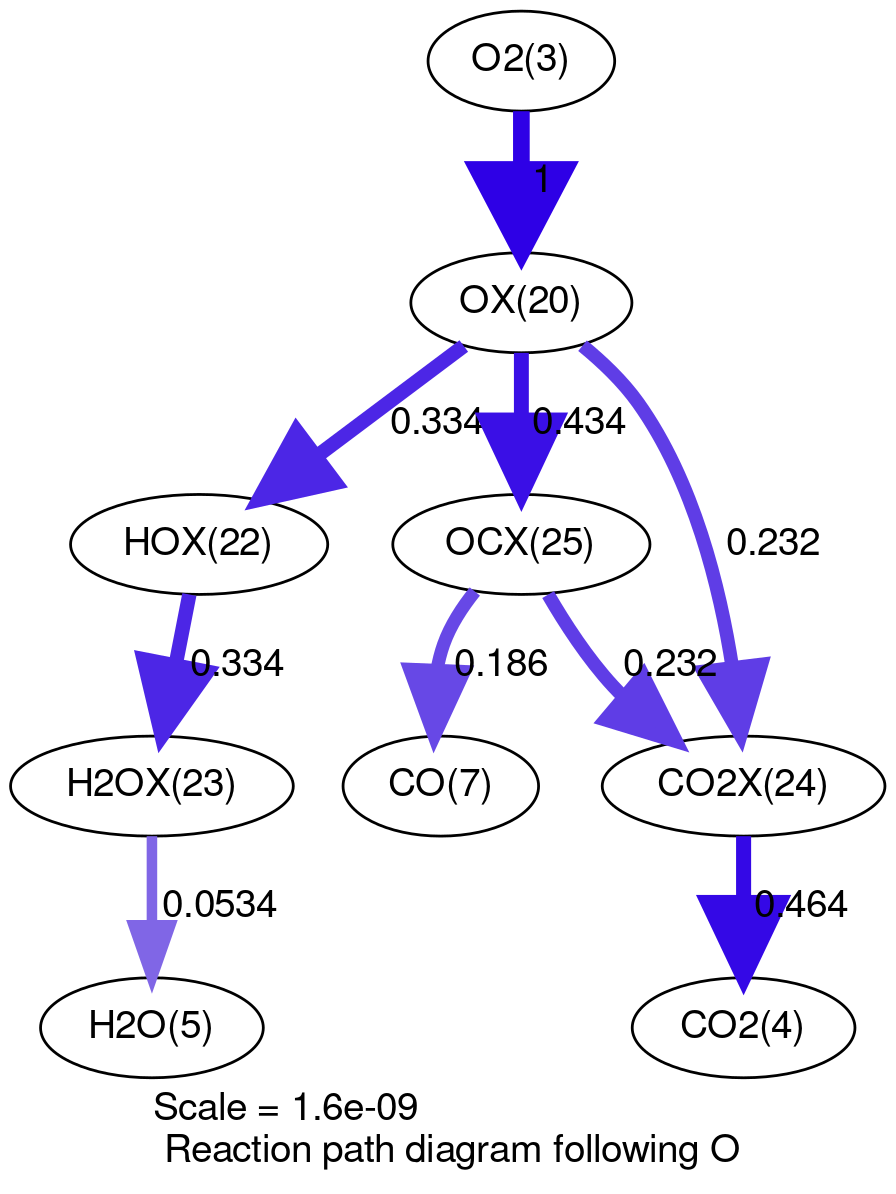 O2(3)
1
OX(20)
0.334
0.434
0.232
HOX(22)
OCX(25)
0.334
0.186
0.232
H2OX(23)
CO(7)
CO2X(24)
0.0534
0.464
H2O(5)
CO2(4)
Scale = 1.6e-09
Reaction path diagram following O